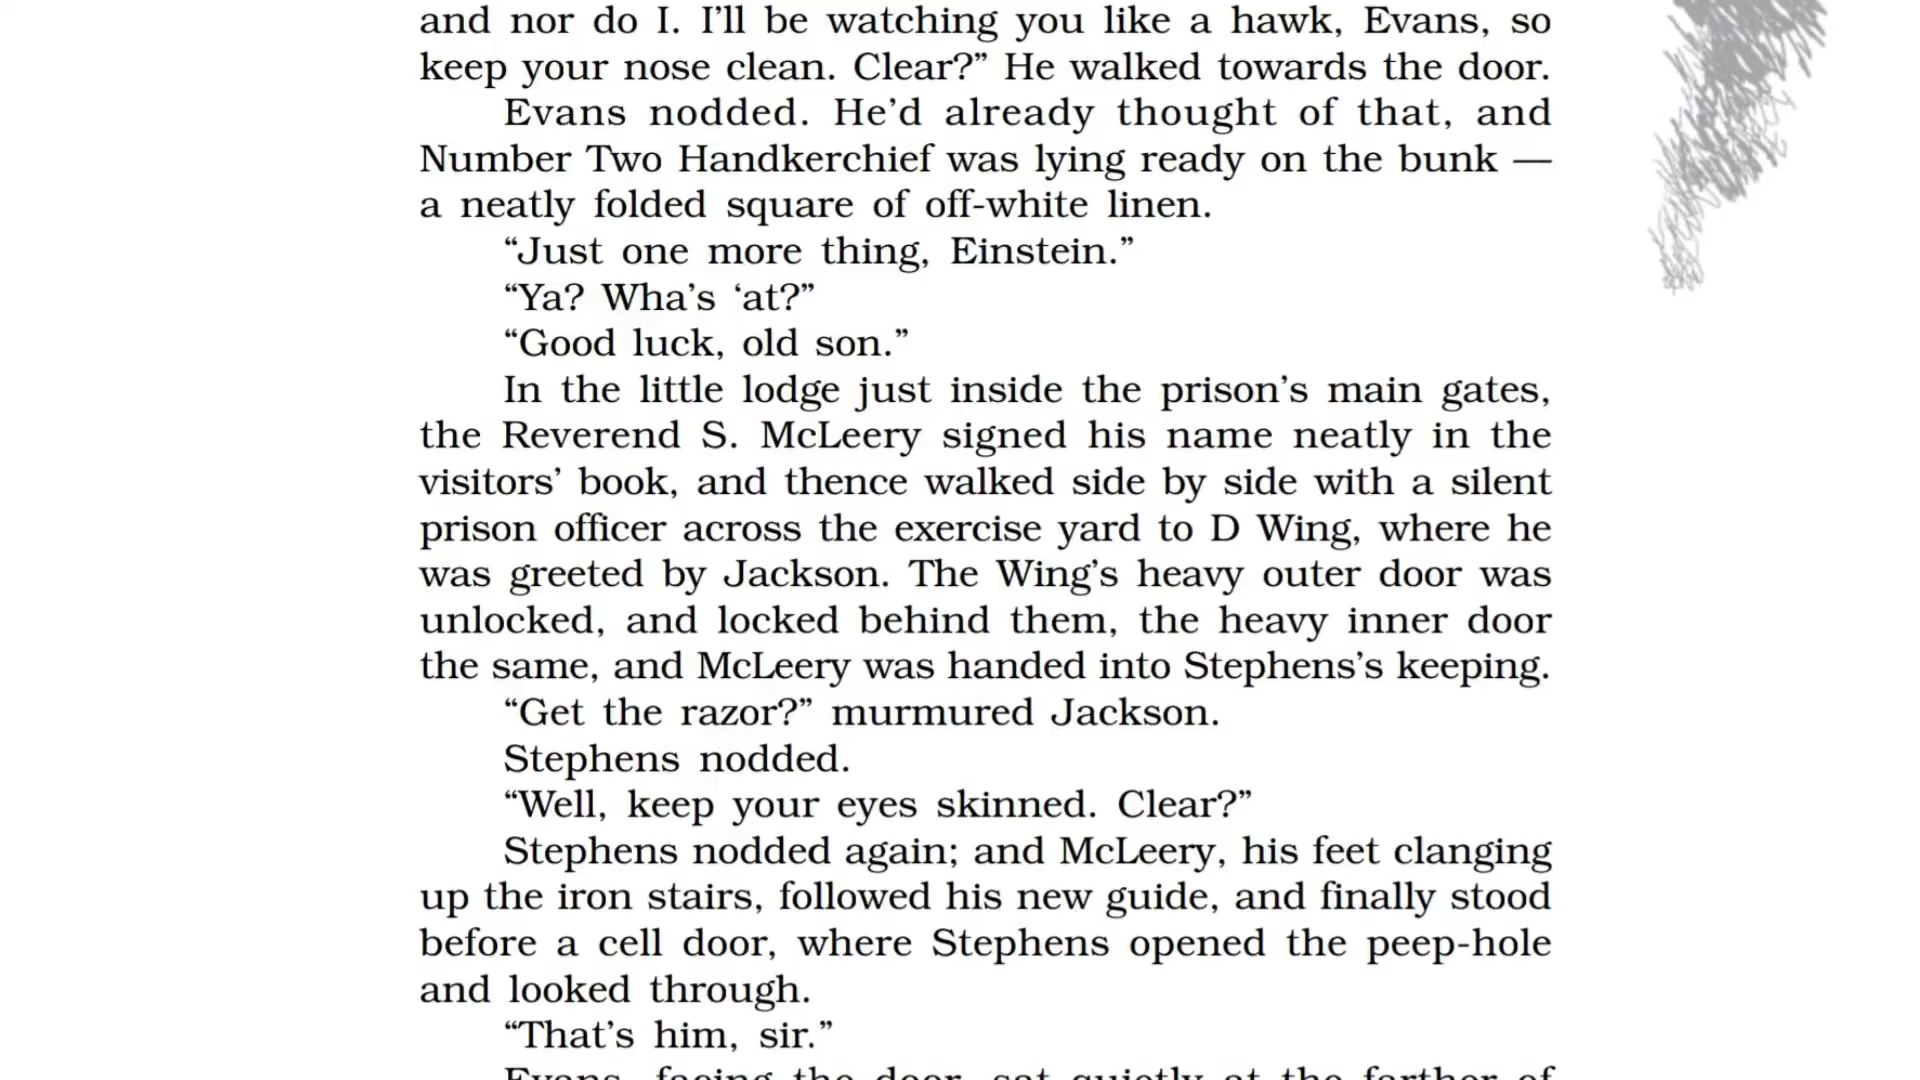 and nor do I. I’ll be watching you like a hawk, Evans, so
keep your nose clean. Clear?” He walked towards the door.
Evans nodded. He’d already thought of that, and
Number Two Handkerchief was lying ready on the bunk —
a neatly folded square of off-white linen.
“Just one more thing, Einstein.”
“Ya? Wha’s ‘at?”
“Good luck, old son.”
In the little lodge just inside the prison’s main gates,
the Reverend S. McLeery signed his name neatly in the
visitors’ book, and thence walked side by side with a silent
prison officer across the exercise yard to D Wing, where he
was greeted by Jackson. The Wing’s heavy outer door was
unlocked, and locked behind them, the heavy inner door
the same, and McLeery was handed into Stephens’s keeping.
“Get the razor?” murmured Jackson.
Stephens nodded.
“Well, keep your eyes skinned. Clear?”
Stephens nodded again; and McLeery, his feet clanging
up the iron stairs, followed his new guide, and finally stood
before a cell door, where Stephens opened the peep-hole
and looked through.
“That’s him, sir.”
Evans, facing the door, sat quietly at the farther of